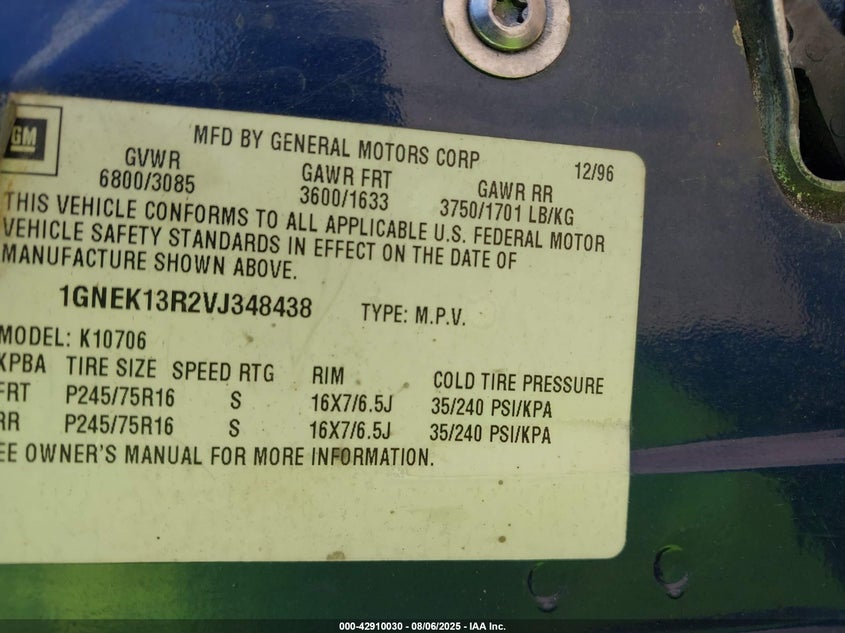 GM
MFD BY GENERAL MOTORS CORP 12/96
GVWR GAWR FRT GAWR RR
6800/3085 3600/1633 3750/1701 LB/KG
THIS VEHICLE CONFORMS TO ALL APPLICABLE U.S. FEDERAL MOTOR
VEHICLE SAFETY STANDARDS IN EFFECT ON THE DATE OF
MANUFACTURE SHOWN ABOVE.
1GNEK13R2VJ348438 TYPE: M.P.V.
MODEL: K10706
KPBA TIRE SIZE SPEED RTG RIM COLD TIRE PRESSURE
FRT P245/75R16 S 16X7/6.5J 35/240 PSI/KPA
RR P245/75R16 S 16X7/6.5J 35/240 PSI/KPA
EE OWNER'S MANUAL FOR MORE INFORMATION.
000-42910030 - 08/06/2025 - IAA Inc.